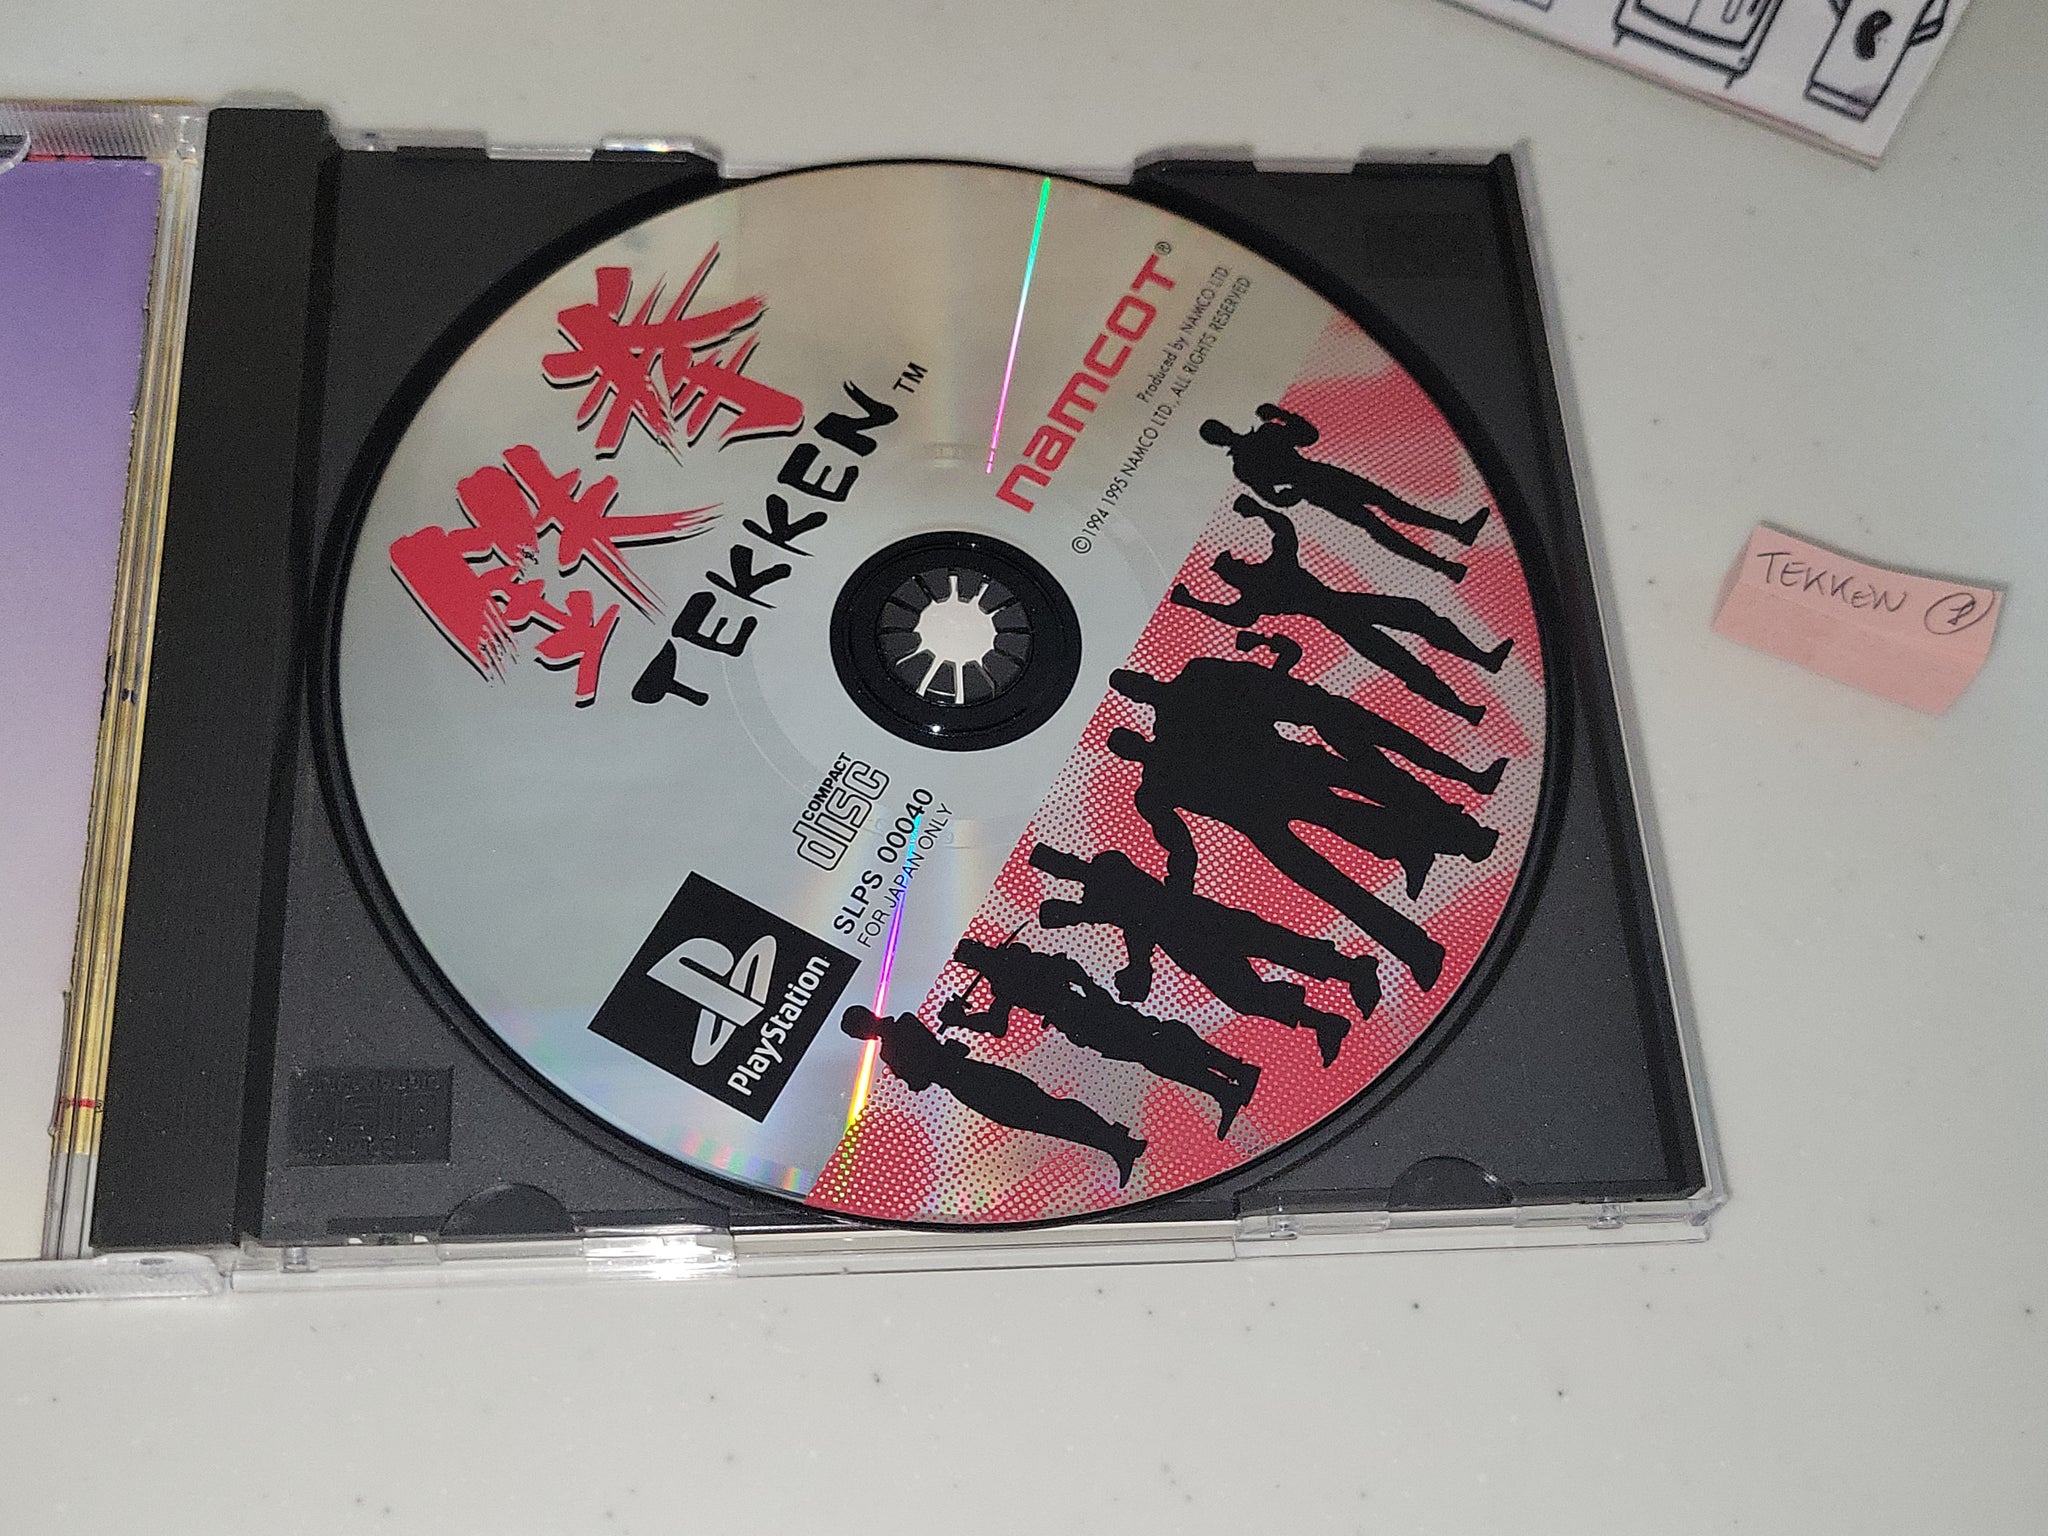 鉄拳
TEKKEN™
namcot®
Produced by NAMCO LTD.
©1994 1995 NAMCO LTD., ALL RIGHTS RESERVED
COMPACT
disc
SLPS 00040
FOR JAPAN ONLY
PlayStation
TEKKEN 1